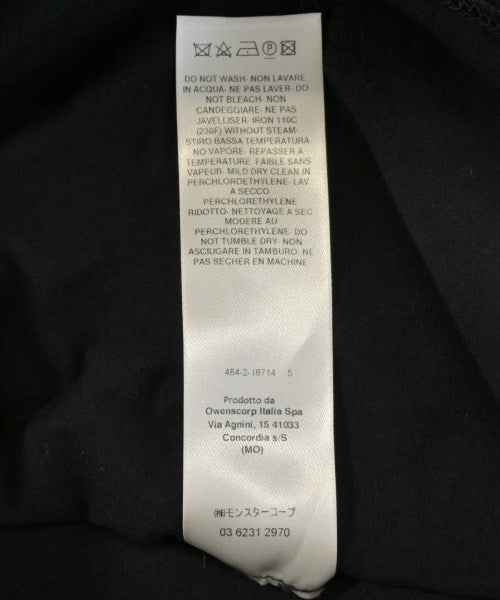 DO NOT WASH- NON LAVARE
IN ACQUA- NE PAS LAVER- DO
NOT BLEACH- NON
CANDEGGIARE- NE PAS
JAVELLISER- IRON 110C
(230F) WITHOUT STEAM-
STIRO BASSA TEMPERATURA
NO VAPORE- REPASSER A
TEMPERATURE FAIBLE SANS
VAPEUR- MILD DRY CLEAN IN
PERCHLOROETHYLENE- LAV
A SECCO
PERCHLORETHYLENE
RIDOTTO- NETTOYAGE A SEC
MODERE AU
PERCHLORETHYLENE- DO
NOT TUMBLE DRY- NON
ASCIUGARE IN TAMBURO- NE
PAS SECHER EN MACHINE
484-2-18714 S
Prodotto da
Owenscorp Italia Spa
Via Agnini, 15 41033
Concordia s/S
(MO)
㈱モンスターコープ
03 6231 2970